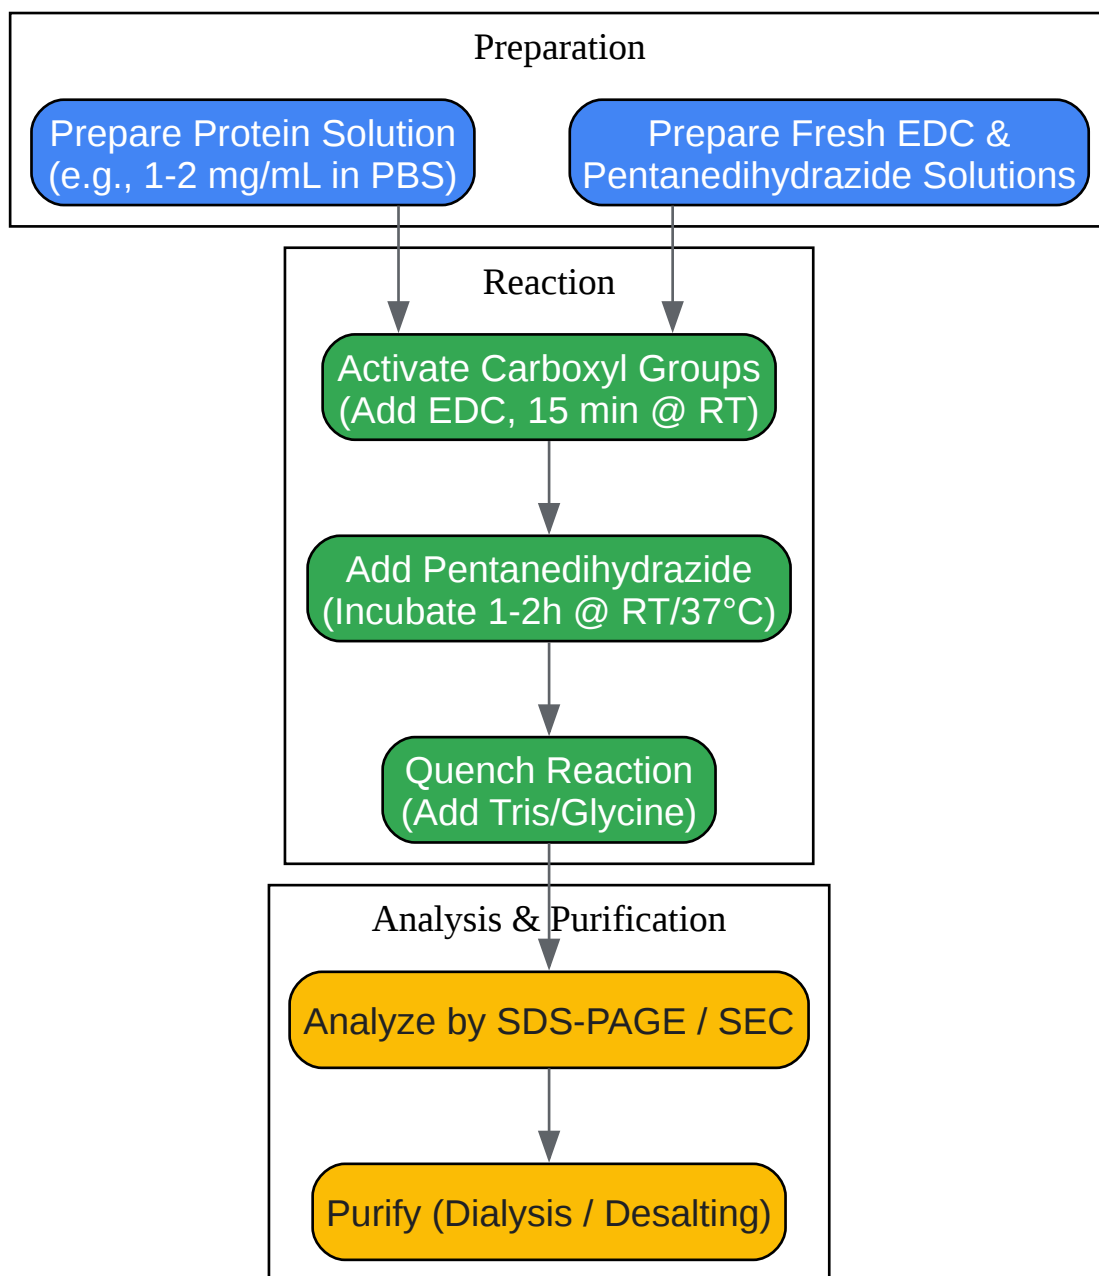 Preparation
Prepare Protein Solution
(e.g., 1-2 mg/mL in PBS)
Prepare Fresh EDC &
Pentanedihydrazide Solutions
Reaction
Activate Carboxyl Groups
(Add EDC, 15 min @ RT)
Add Pentanedihydrazide
(Incubate 1-2h @ RT/37°C)
Quench Reaction
(Add Tris/Glycine)
Analysis & Purification
Analyze by SDS-PAGE / SEC
Purify (Dialysis / Desalting)